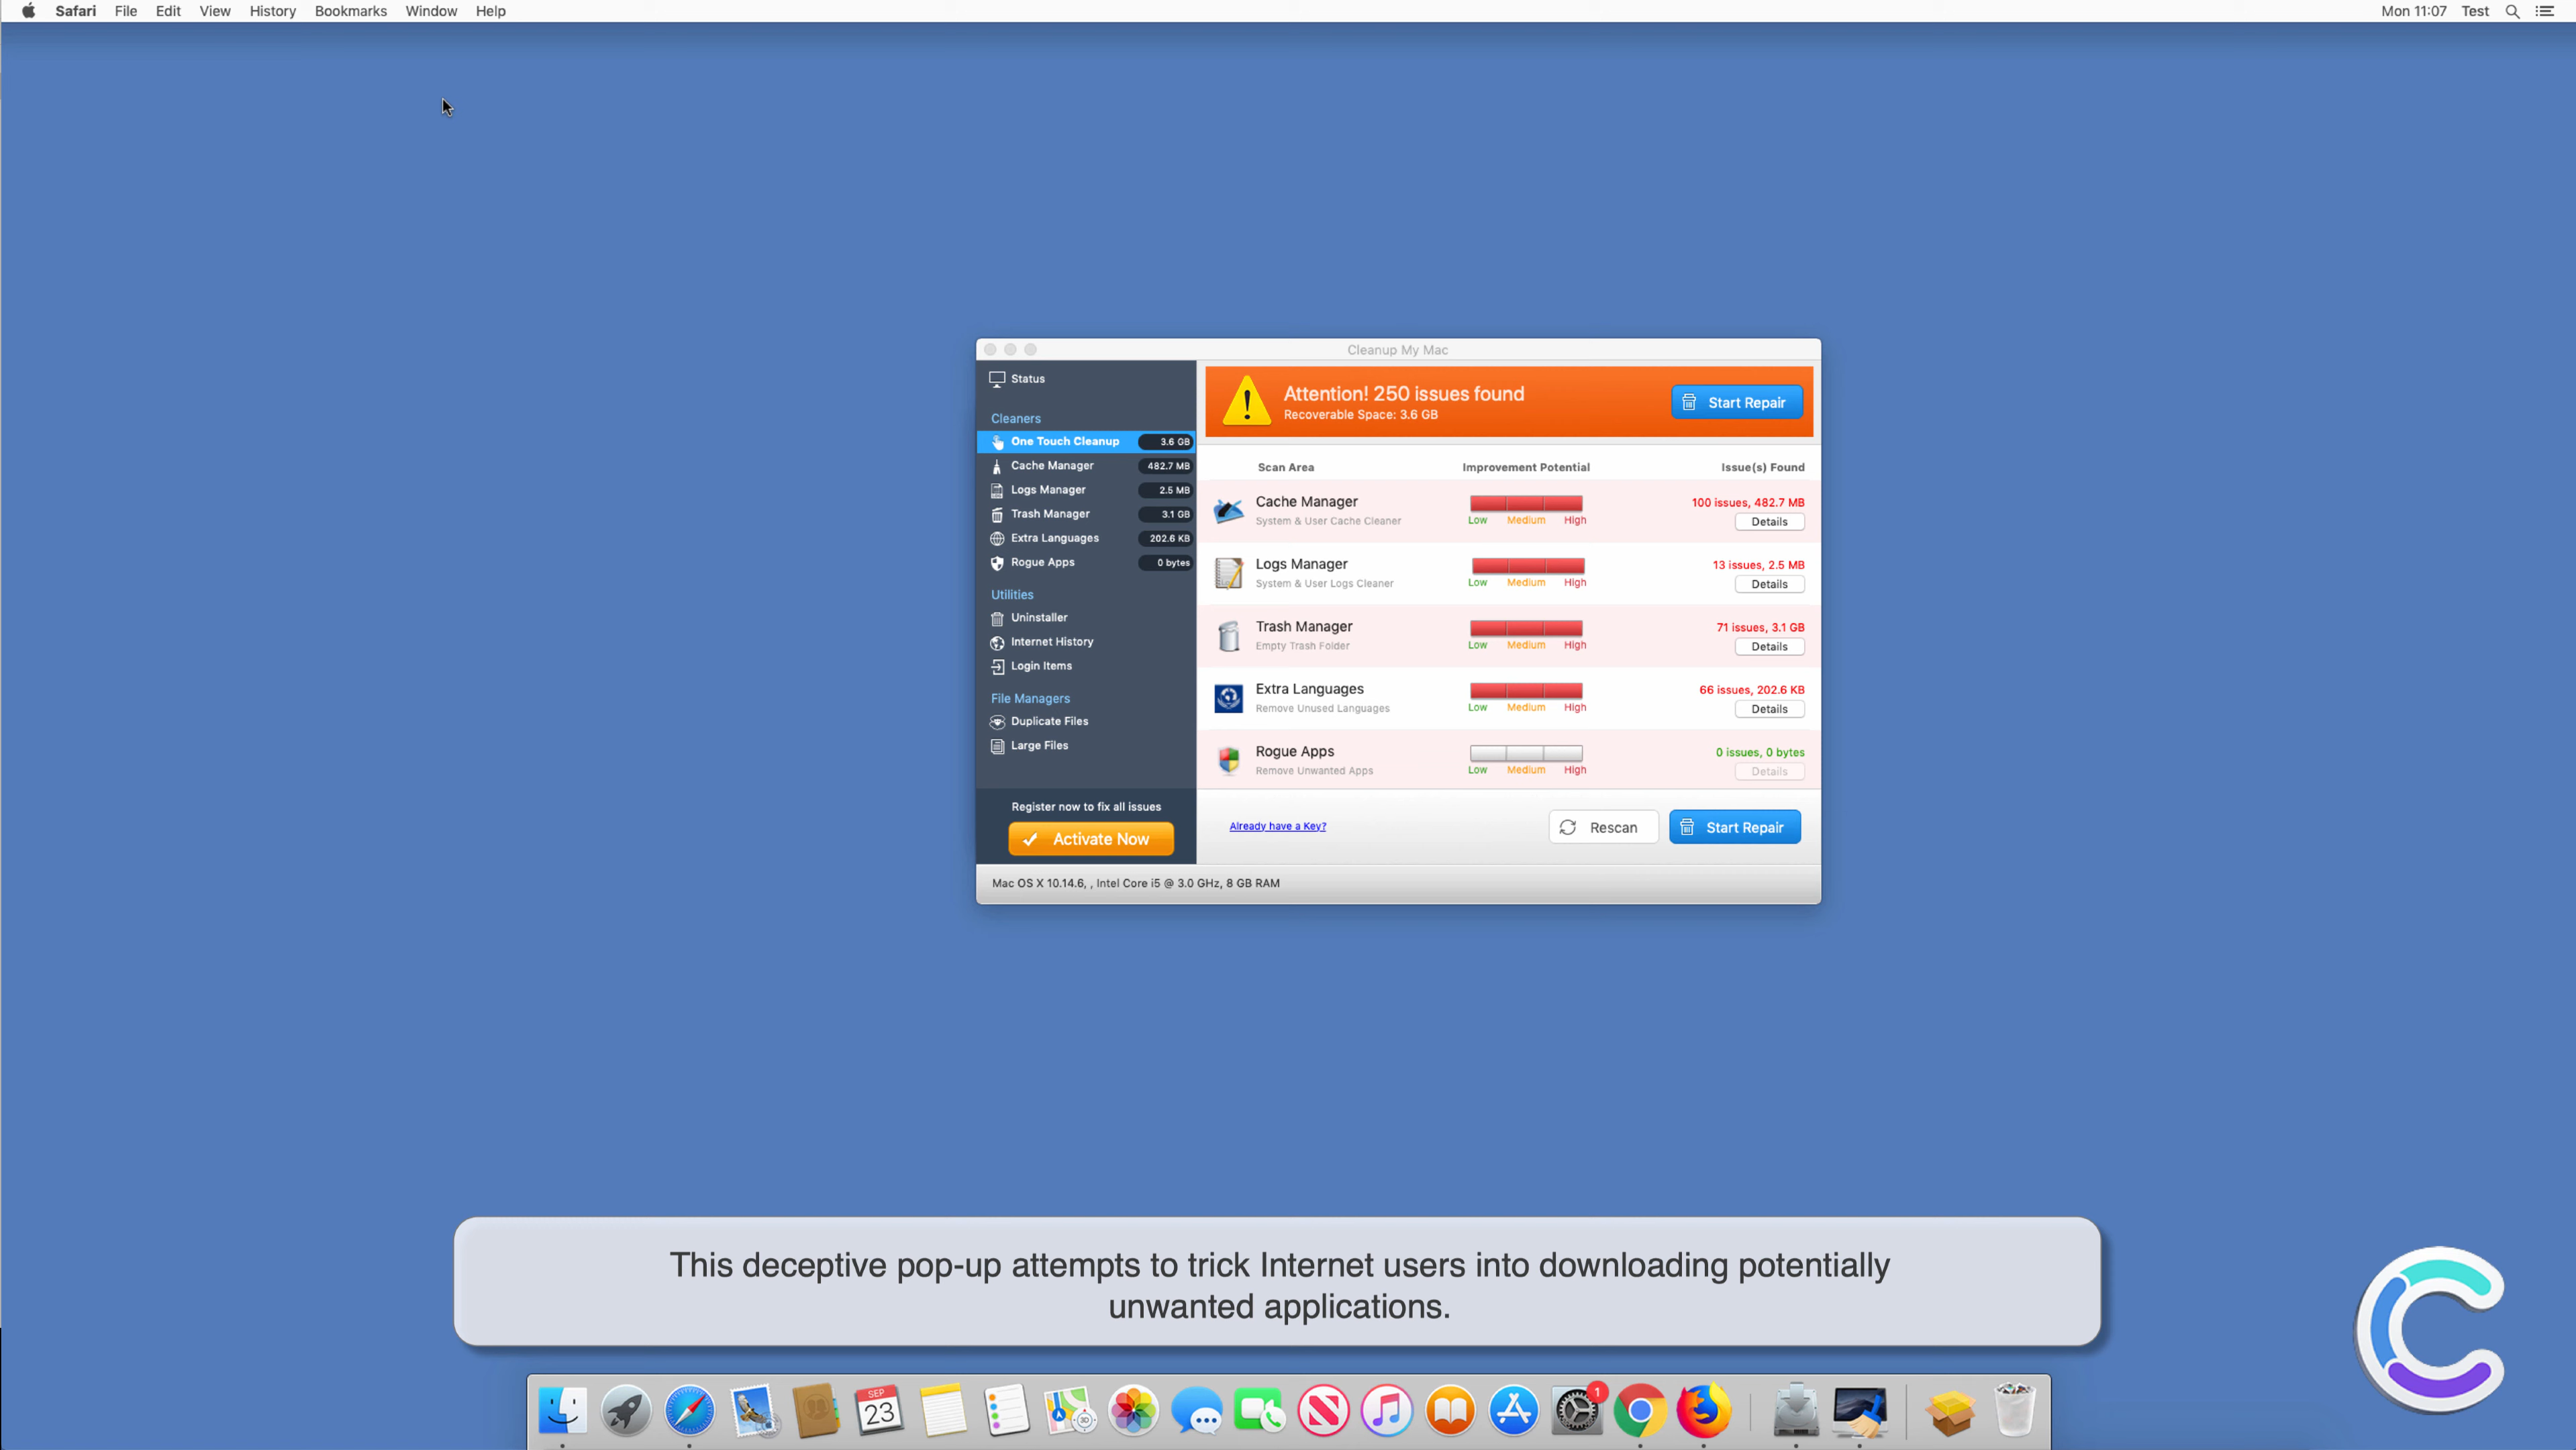 Safari File Edit View History Bookmarks Window Help
Mon 11:07 Test
Cleanup My Mac
Status
Cleaners
One Touch Cleanup 3.6 GB
Cache Manager 482.7 MB
Logs Manager 2.5 MB
Trash Manager 3.1 GB
Extra Languages 202.6 KB
Rogue Apps 0 bytes
Utilities
Uninstaller
Internet History
Login Items
File Managers
Duplicate Files
Large Files
Register now to fix all issues
Activate Now
Attention! 250 issues found
Recoverable Space: 3.6 GB
Start Repair
Scan Area Improvement Potential Issue(s) Found
Cache Manager
System & User Cache Cleaner
Low Medium High
100 issues, 482.7 MB
Details
Logs Manager
System & User Logs Cleaner
Low Medium High
13 issues, 2.5 MB
Details
Trash Manager
Empty Trash Folder
Low Medium High
71 issues, 3.1 GB
Details
Extra Languages
Remove Unused Languages
Low Medium High
66 issues, 202.6 KB
Details
Rogue Apps
Remove Unwanted Apps
Low Medium High
0 issues, 0 bytes
Details
Already have a Key?
Rescan
Start Repair
Mac OS X 10.14.6, , Intel Core i5 @ 3.0 GHz, 8 GB RAM
This deceptive pop-up attempts to trick Internet users into downloading potentially
unwanted applications.
SEP
23
3D
1